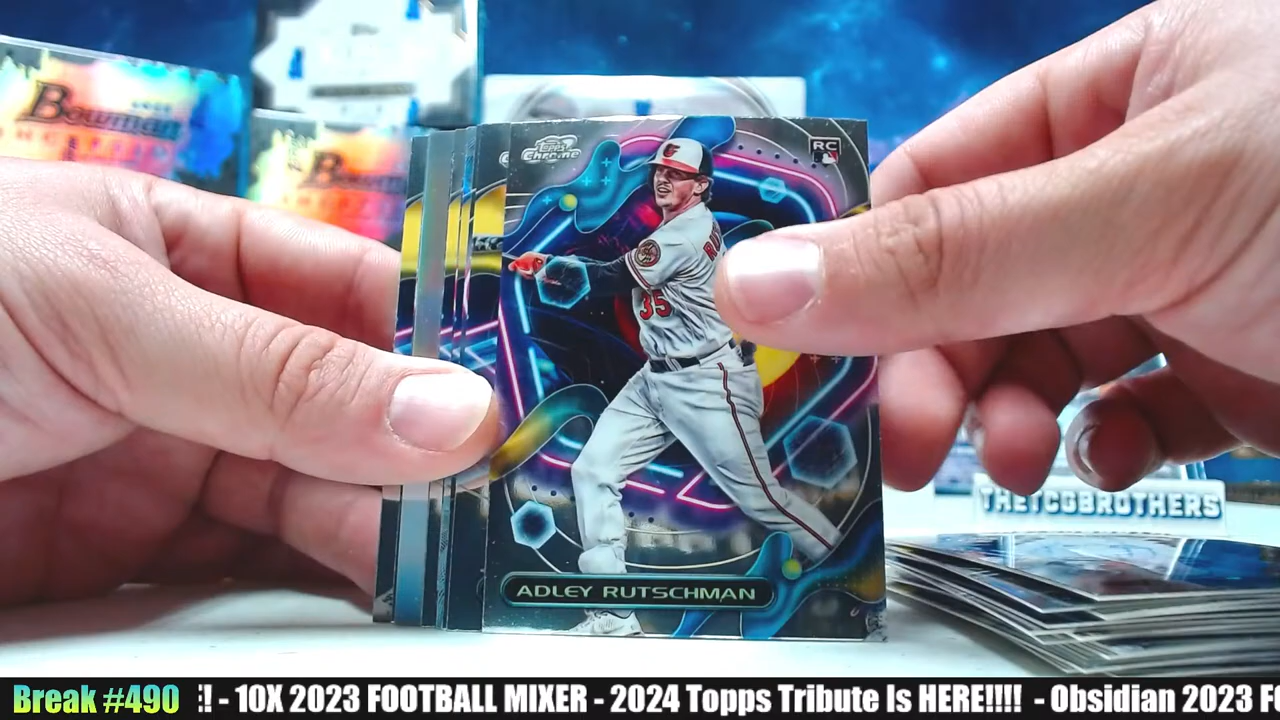 Bowman
Bowman
Topps
Chrome
RC
35
THETCGBROTHERS
ADLEY RUTSCHMAN
Break #490 !! - 10X 2023 FOOTBALL MIXER - 2024 Topps Tribute Is HERE!!!! - Obsidian 2023 FO